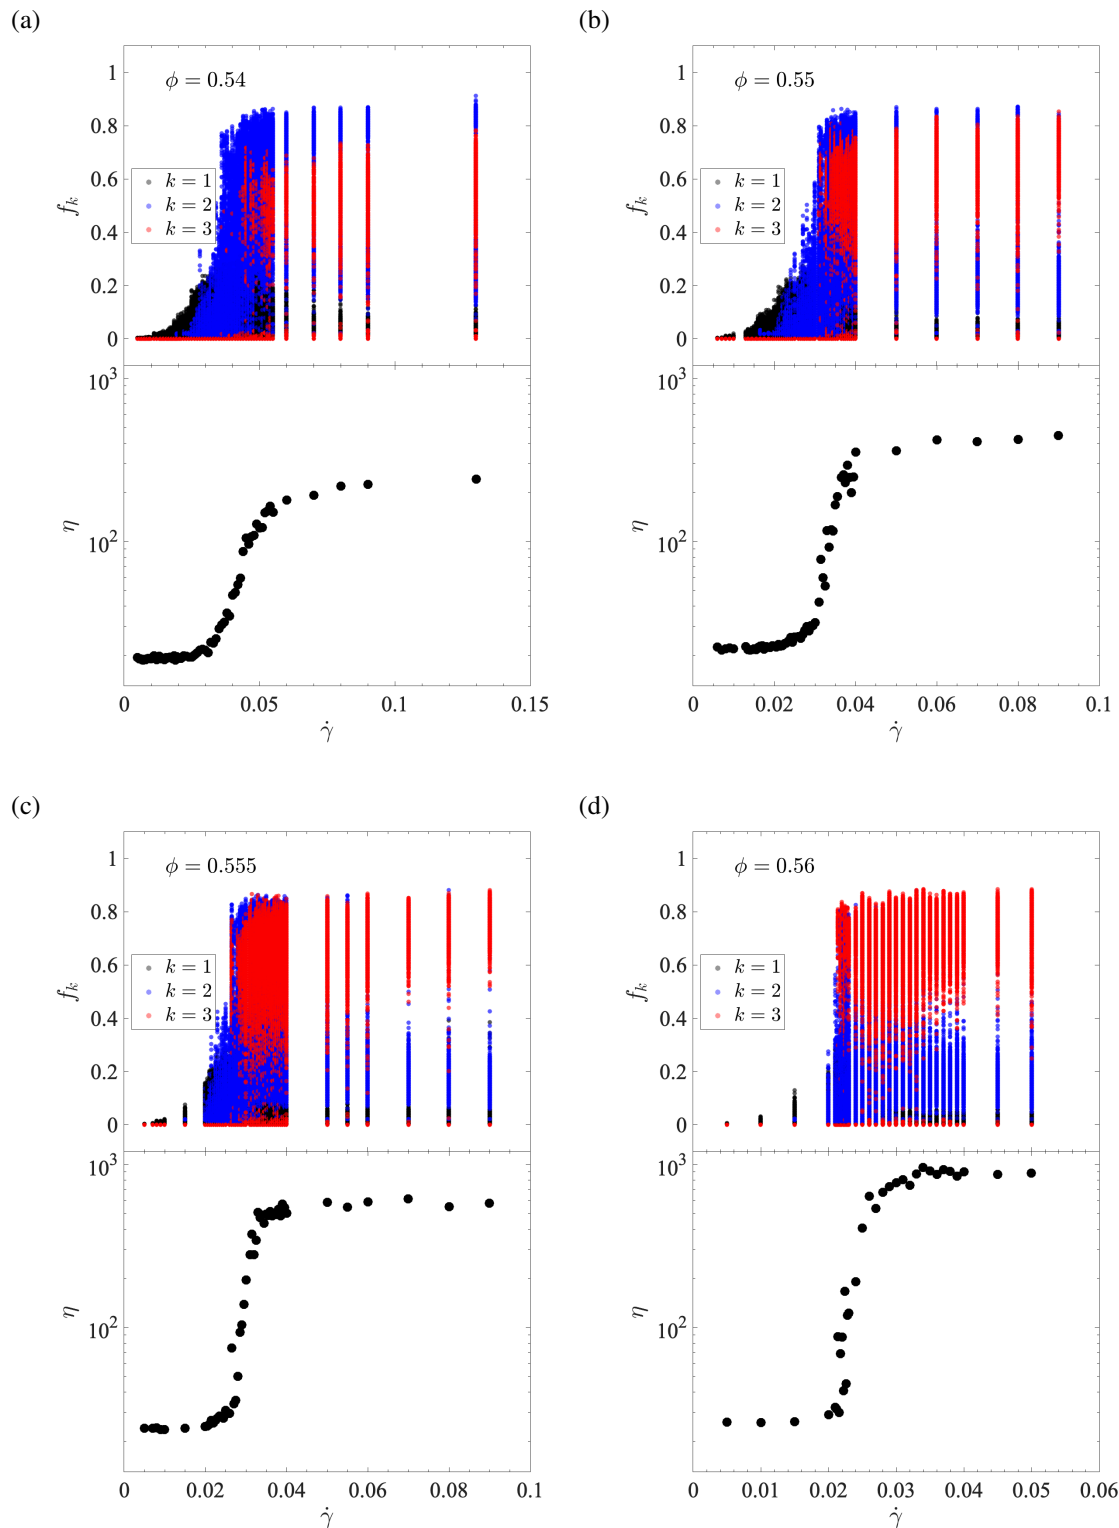 (a)
(b)
1
ϕ = 0.54
0.8
k = 1
0.6
k = 2
f_k
0.4
k = 3
0.2
0
10^3
η
10^2
0 0.05 0.1 0.15
γ̇
1
ϕ = 0.55
0.8
k = 1
0.6
k = 2
f_k
0.4
k = 3
0.2
0
10^3
η
10^2
0 0.02 0.04 0.06 0.08 0.1
γ̇
(c)
(d)
1
ϕ = 0.555
0.8
k = 1
0.6
k = 2
f_k
0.4
k = 3
0.2
0
10^3
η
10^2
0 0.02 0.04 0.06 0.08 0.1
γ̇
1
ϕ = 0.56
0.8
k = 1
0.6
k = 2
f_k
0.4
k = 3
0.2
0
10^3
η
10^2
0 0.01 0.02 0.03 0.04 0.05 0.06
γ̇